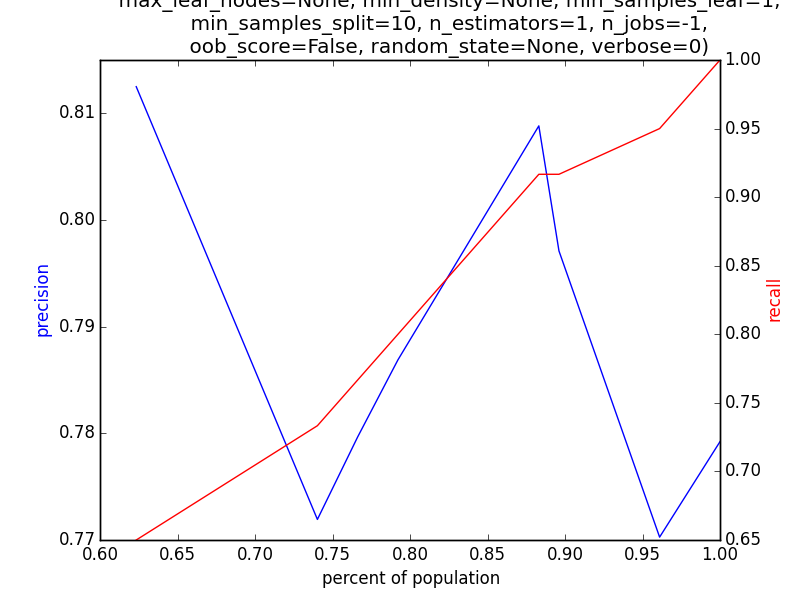 max_leaf_nodes=None, min_density=None, min_samples_leaf=1,
min_samples_split=10, n_estimators=1, n_jobs=-1,
oob_score=False, random_state=None, verbose=0)
0.81
0.80
0.79
0.78
0.77
precision
1.00
0.95
0.90
0.85
0.80
0.75
0.70
0.65
recall
0.60 0.65 0.70 0.75 0.80 0.85 0.90 0.95 1.00
percent of population